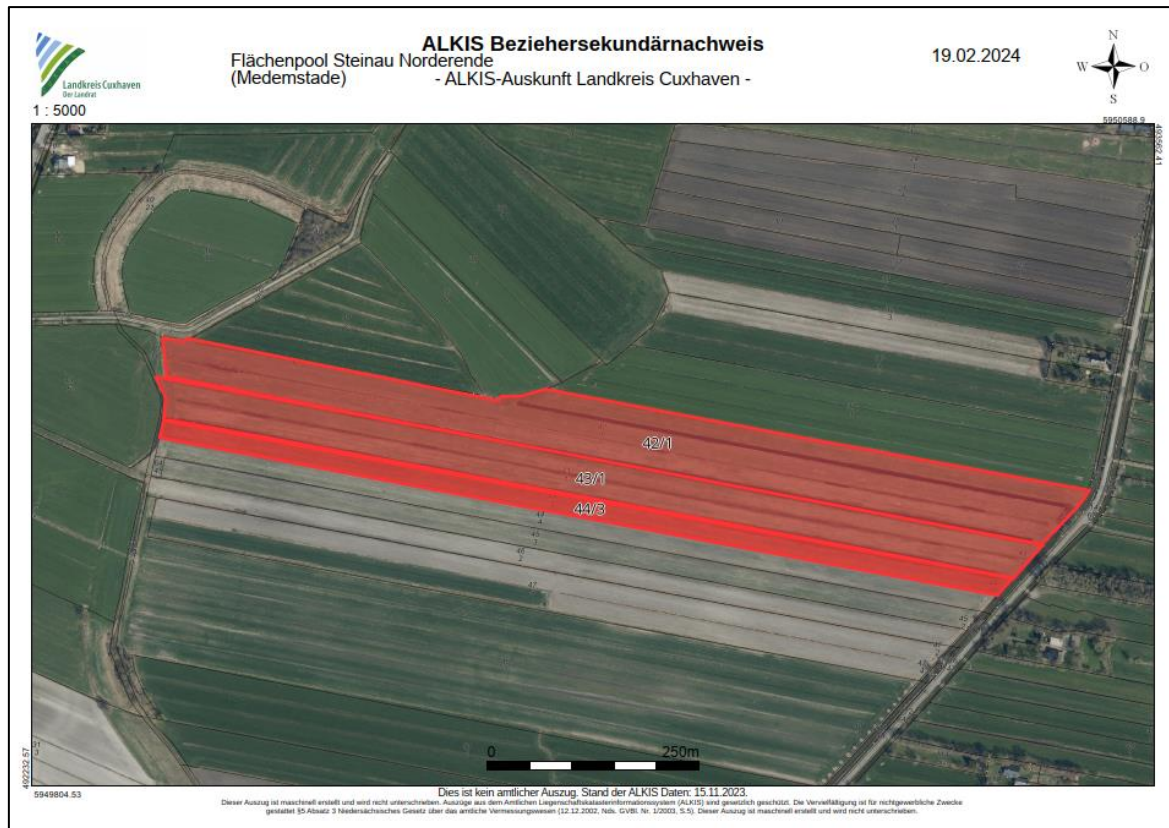 Landkreis Cuxhaven
Der Landrat
ALKIS Beziehersekundärnachweis
Flächenpool Steinau Norderende
(Medemstade)
- ALKIS-Auskunft Landkreis Cuxhaven -
19.02.2024
N
W
O
S
1 : 5000
5950588.9
493562.41
42/1
43/1
44/3
47
0
250m
492232.57
5949804.53
Dies ist kein amtlicher Auszug. Stand der ALKIS Daten: 15.11.2023.
Dieser Auszug ist maschinell erstellt und wird nicht unterschrieben. Auszüge aus dem Amtlichen Liegenschaftskatasterinformationssystem (ALKIS) sind gesetzlich geschützt. Die Vervielfältigung ist für nichtgewerbliche Zwecke
gestattet §5 Absatz 3 Niedersächsisches Gesetz über das amtliche Vermessungswesen (12.12.2002, Nds. GVBl. Nr. 1/2003, S.5). Dieser Auszug ist maschinell erstellt und wird nicht unterschrieben.